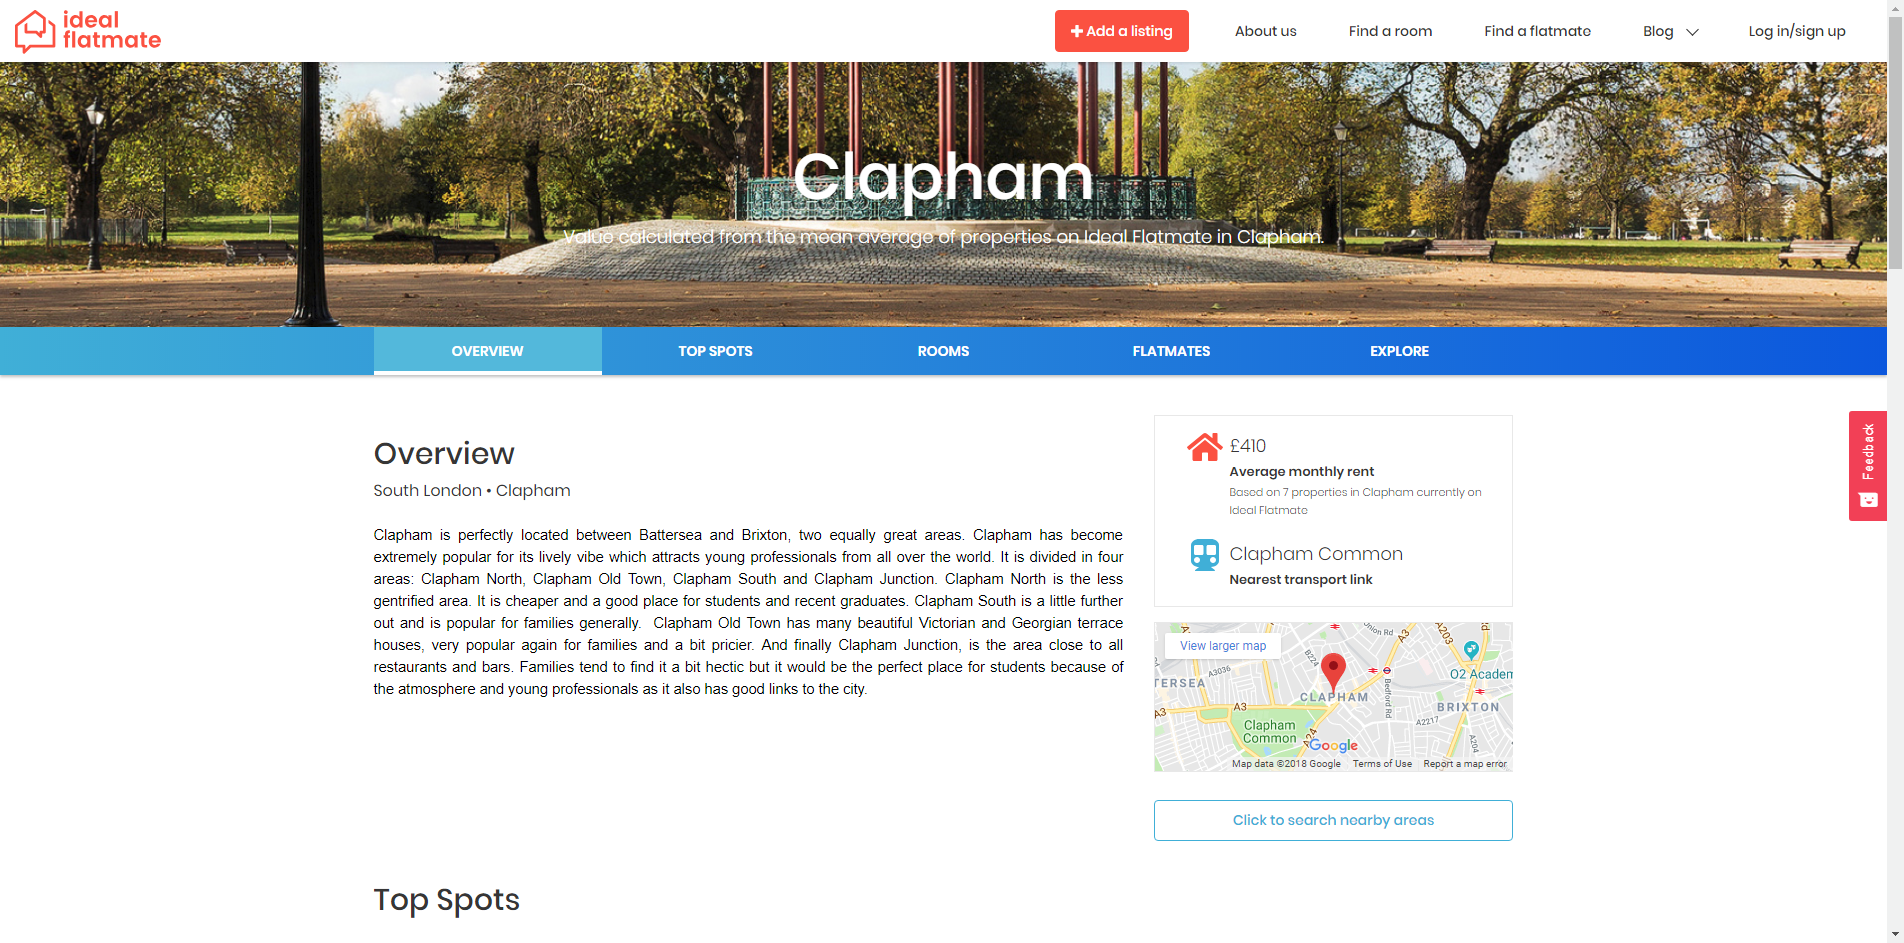 ideal
flatmate
Add a listing
About us
Find a room
Find a flatmate
Blog
Log in/sign up
Clapham
Value calculated from the mean average of properties on Ideal Flatmate in Clapham.
OVERVIEW
TOP SPOTS
ROOMS
FLATMATES
EXPLORE
Overview
South London • Clapham
Clapham is perfectly located between Battersea and Brixton, two equally great areas. Clapham has become
extremely popular for its lively vibe which attracts young professionals from all over the world. It is divided in four
areas: Clapham North, Clapham Old Town, Clapham South and Clapham Junction. Clapham North is the less
gentrified area. It is cheaper and a good place for students and recent graduates. Clapham South is a little further
out and is popular for families generally.  Clapham Old Town has many beautiful Victorian and Georgian terrace
houses, very popular again for families and a bit pricier. And finally Clapham Junction, is the area close to all
restaurants and bars. Families tend to find it a bit hectic but it would be the perfect place for students because of
the atmosphere and young professionals as it also has good links to the city.
£410
Average monthly rent
Based on 7 properties in Clapham currently on
Ideal Flatmate
Clapham Common
Nearest transport link
View larger map
Union Rd
A3
A203
B224
A3036
TERSEA
O2 Academ
CLAPHAM
Bedford Rd
BRIXTON
A3
A3
A2217
Clapham
Common
A24
A204
Google
Map data ©2018 Google
Terms of Use
Report a map error
Click to search nearby areas
Feedback
Top Spots